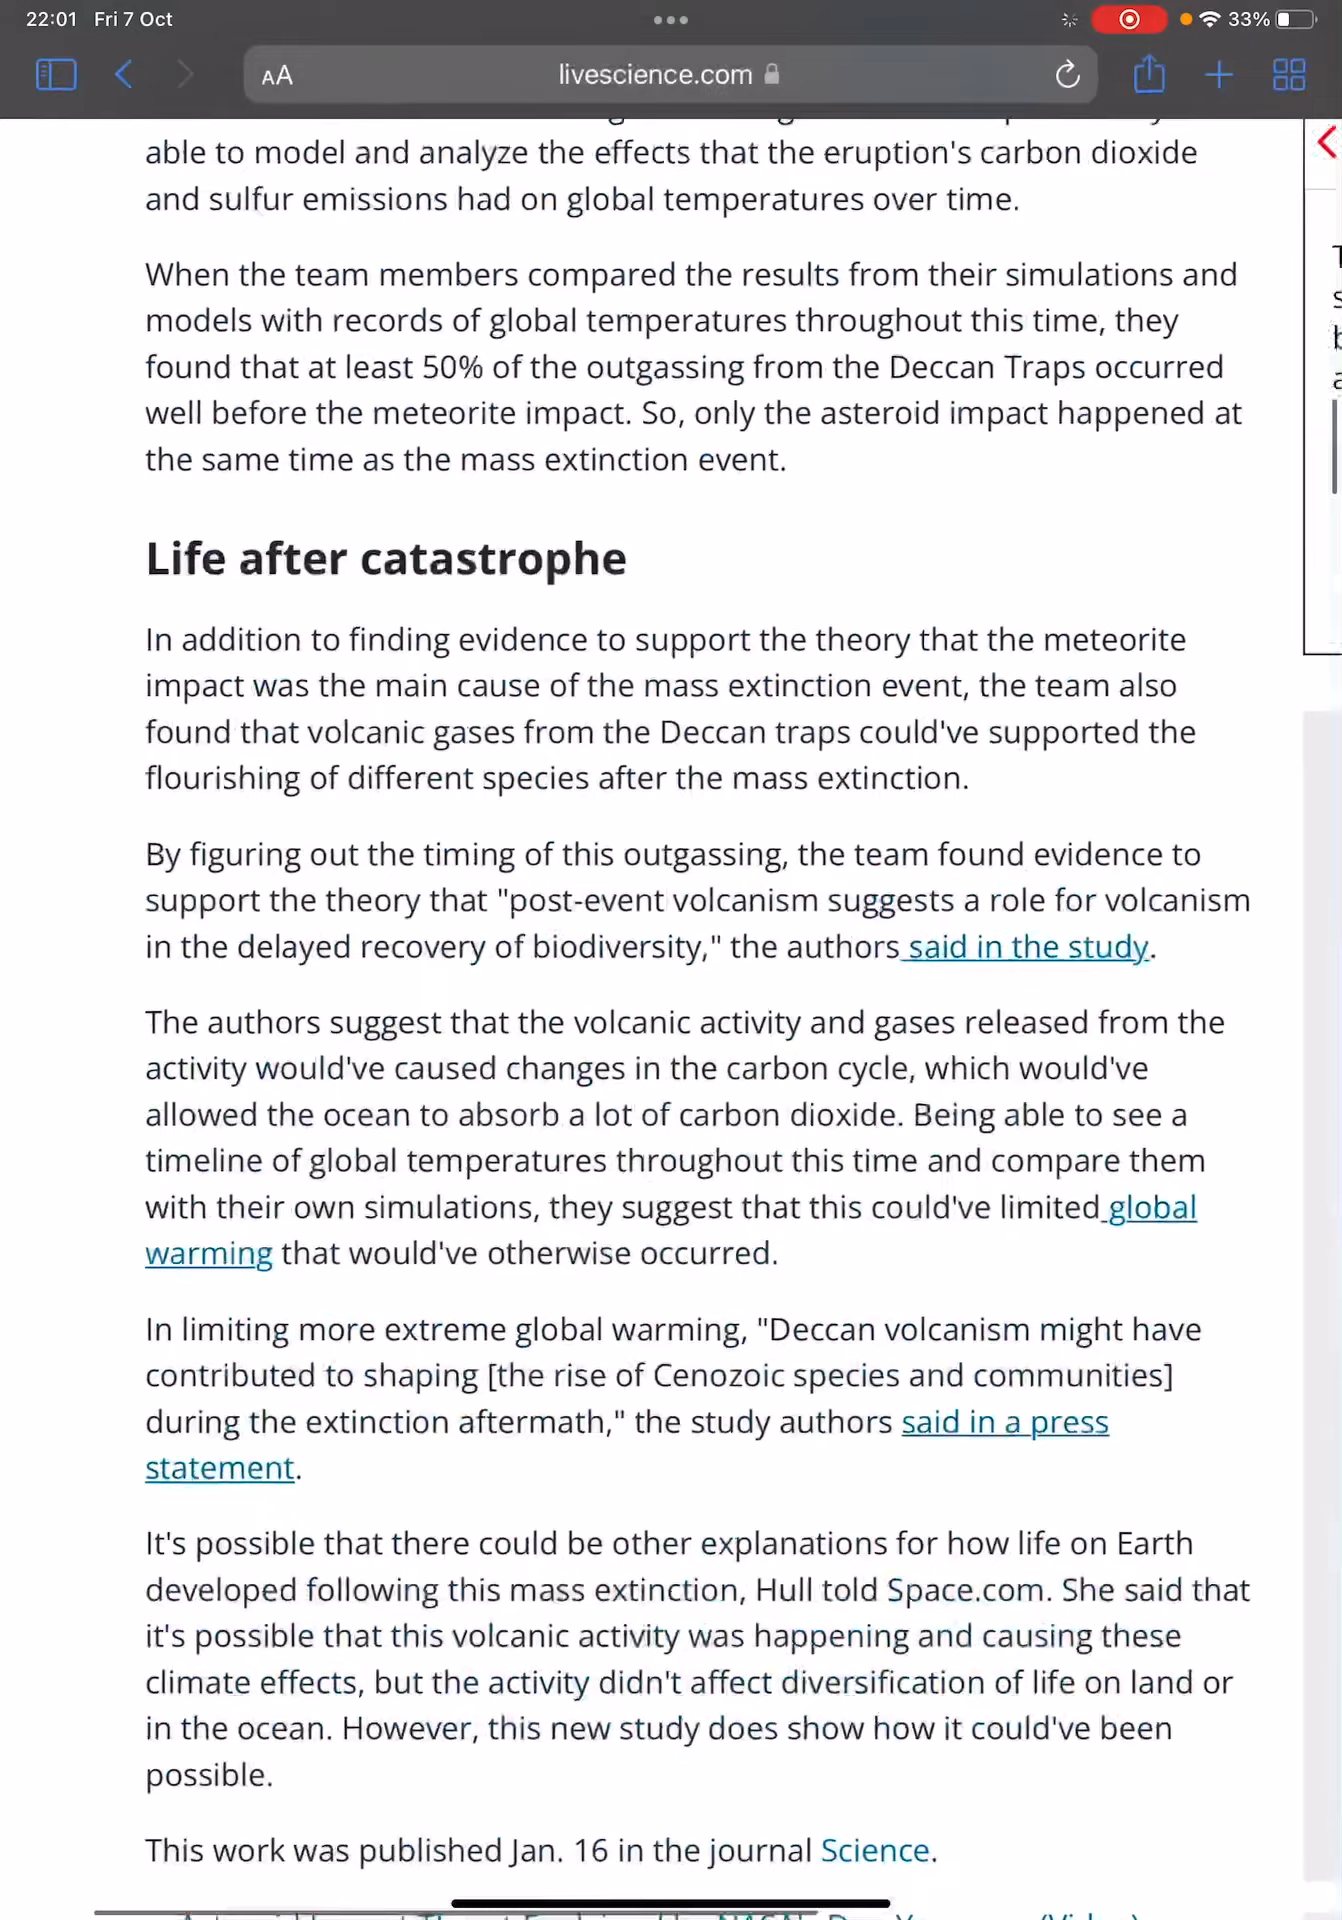 22:01 Fri 7 Oct
33%
AA
livescience.com
able to model and analyze the effects that the eruption's carbon dioxide
and sulfur emissions had on global temperatures over time.
When the team members compared the results from their simulations and
models with records of global temperatures throughout this time, they
found that at least 50% of the outgassing from the Deccan Traps occurred
well before the meteorite impact. So, only the asteroid impact happened at
the same time as the mass extinction event.
Life after catastrophe
In addition to finding evidence to support the theory that the meteorite
impact was the main cause of the mass extinction event, the team also
found that volcanic gases from the Deccan traps could've supported the
flourishing of different species after the mass extinction.
By figuring out the timing of this outgassing, the team found evidence to
support the theory that "post-event volcanism suggests a role for volcanism
in the delayed recovery of biodiversity," the authors said in the study.
The authors suggest that the volcanic activity and gases released from the
activity would've caused changes in the carbon cycle, which would've
allowed the ocean to absorb a lot of carbon dioxide. Being able to see a
timeline of global temperatures throughout this time and compare them
with their own simulations, they suggest that this could've limited global
warming that would've otherwise occurred.
In limiting more extreme global warming, "Deccan volcanism might have
contributed to shaping [the rise of Cenozoic species and communities]
during the extinction aftermath," the study authors said in a press
statement.
It's possible that there could be other explanations for how life on Earth
developed following this mass extinction, Hull told Space.com. She said that
it's possible that this volcanic activity was happening and causing these
climate effects, but the activity didn't affect diversification of life on land or
in the ocean. However, this new study does show how it could've been
possible.
This work was published Jan. 16 in the journal Science.